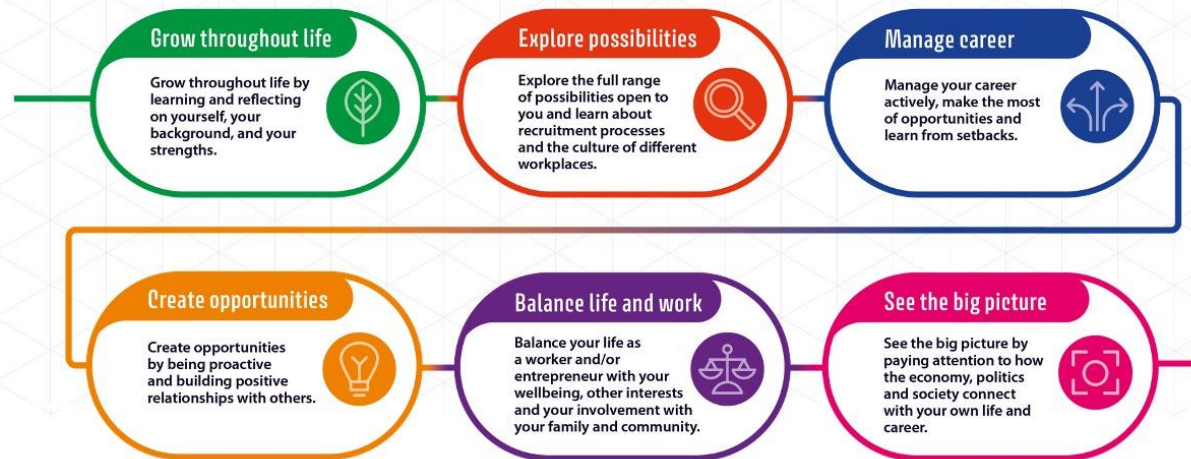 Grow throughout life
Grow throughout life by
learning and reflecting
on yourself, your
background, and your
strengths.
Explore possibilities
Explore the full range
of possibilities open to
you and learn about
recruitment processes
and the culture of different
workplaces.
Manage career
Manage your career
actively, make the most
of opportunities and
learn from setbacks.
Create opportunities
Create opportunities
by being proactive
and building positive
relationships with others.
Balance life and work
Balance your life as
a worker and/or
entrepreneur with your
wellbeing, other interests
and your involvement with
your family and community.
See the big picture
See the big picture by
paying attention to how
the economy, politics
and society connect
with your own life and
career.